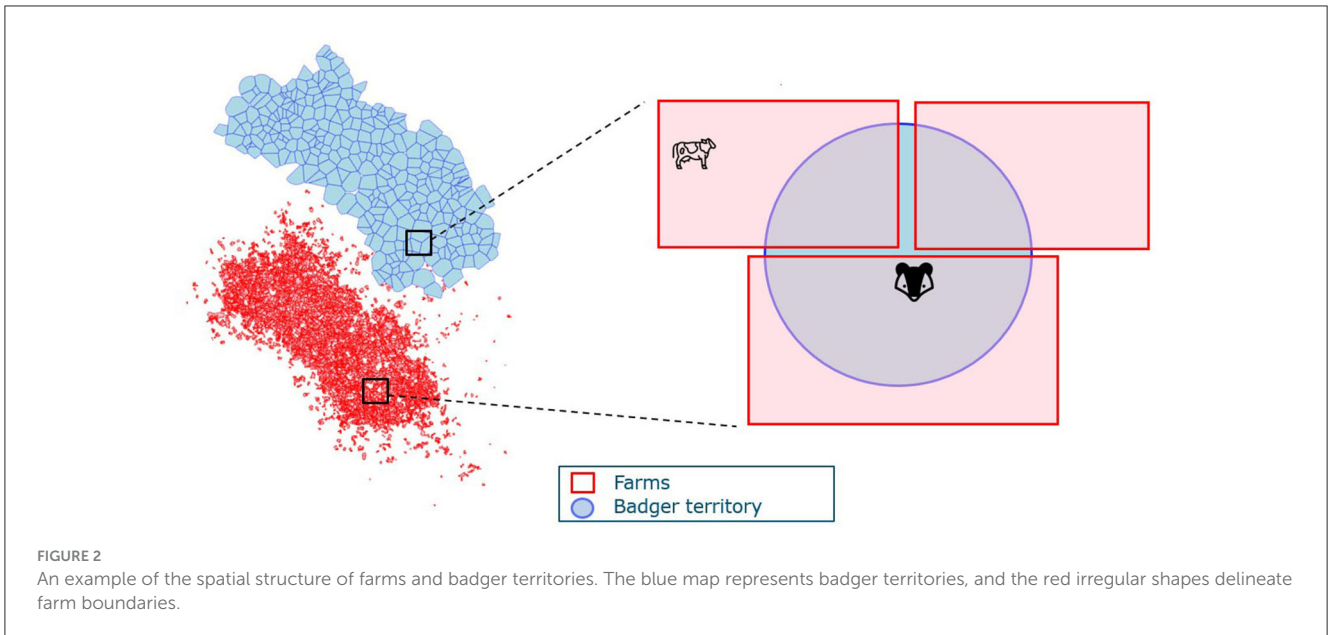 Farms
Badger territory
FIGURE 2
An example of the spatial structure of farms and badger territories. The blue map represents badger territories, and the red irregular shapes delineate
farm boundaries.